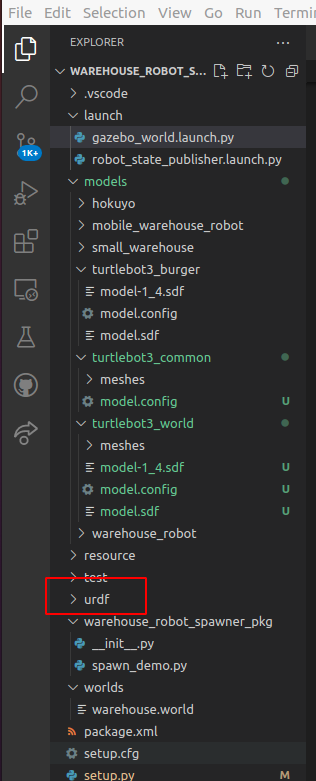 File Edit Selection View Go Run Termin
EXPLORER
WAREHOUSE_ROBOT_S...
.vscode
launch
gazebo_world.launch.py
robot_state_publisher.launch.py
1K+
models
hokuyo
mobile_warehouse_robot
small_warehouse
turtlebot3_burger
model-1_4.sdf
model.config
model.sdf
turtlebot3_common
meshes
model.config U
turtlebot3_world
meshes
model-1_4.sdf U
model.config U
model.sdf U
warehouse_robot
resource
test
urdf
warehouse_robot_spawner_pkg
__init__.py
spawn_demo.py
worlds
warehouse.world
package.xml
setup.cfg
setup.py M